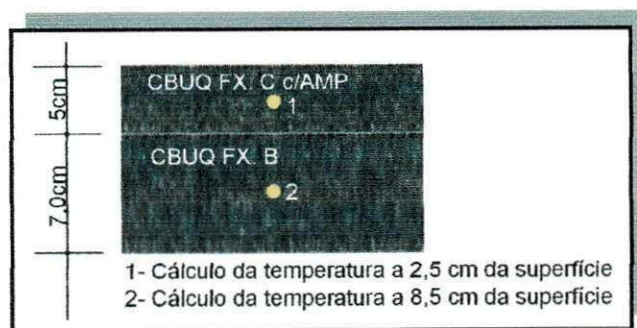 CBUQ FX. C c/AMP
5cm
1
CBUQ FX. B
7.0cm
2
1- Cálculo da temperatura a 2,5 cm da superfície
2- Cálculo da temperatura a 8,5 cm da superfície